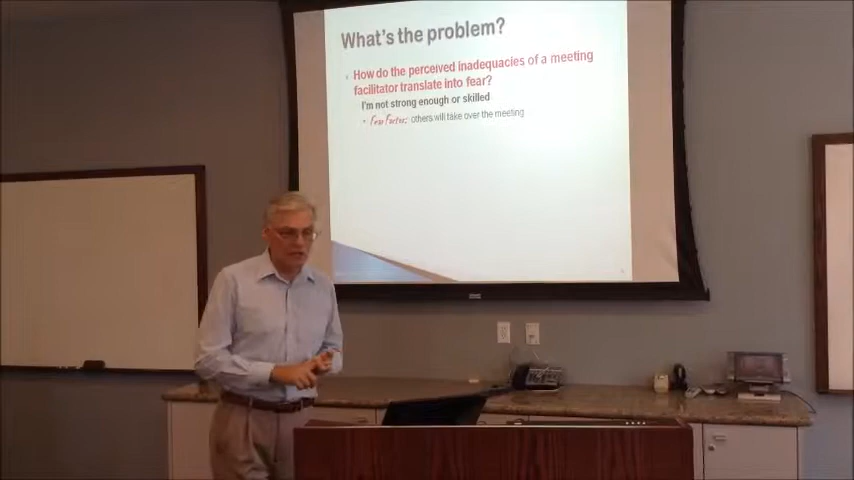 What's the problem?
How do the perceived inadequacies of a meeting
facilitator translate into fear?
I'm not strong enough or skilled
Fear Factor: others will take over the meeting